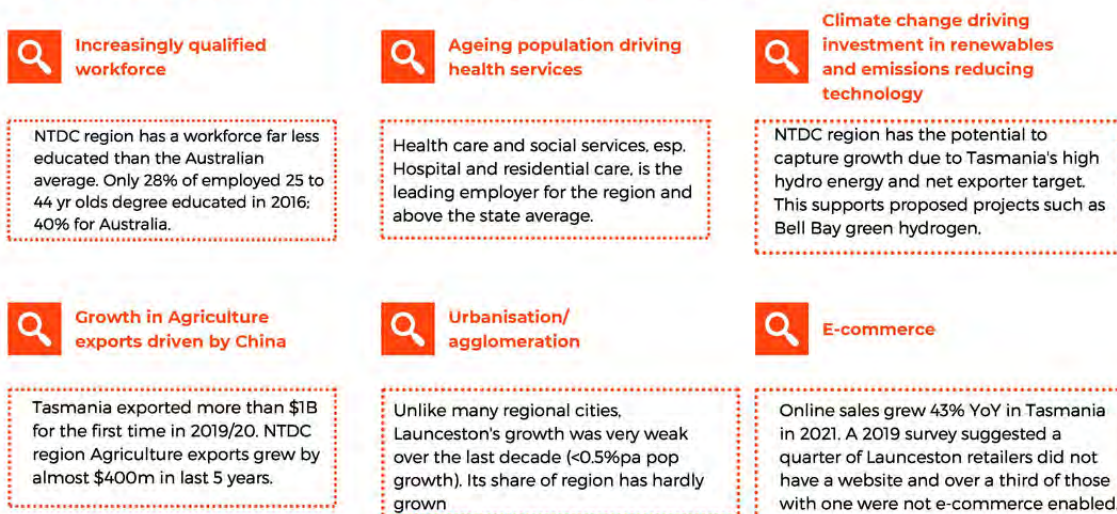 Increasingly qualified
workforce
NTDC region has a workforce far less
educated than the Australian
average. Only 28% of employed 25 to
44 yr olds degree educated in 2016;
40% for Australia.
Ageing population driving
health services
Health care and social services, esp.
Hospital and residential care, is the
leading employer for the region and
above the state average.
Climate change driving
investment in renewables
and emissions reducing
technology
NTDC region has the potential to
capture growth due to Tasmania's high
hydro energy and net exporter target.
This supports proposed projects such as
Bell Bay green hydrogen.
Growth in Agriculture
exports driven by China
Tasmania exported more than $1B
for the first time in 2019/20. NTDC
region Agriculture exports grew by
almost $400m in last 5 years.
Urbanisation/
agglomeration
Unlike many regional cities,
Launceston's growth was very weak
over the last decade (<0.5%pa pop
growth). Its share of region has hardly
grown
E-commerce
Online sales grew 43% YoY in Tasmania
in 2021. A 2019 survey suggested a
quarter of Launceston retailers did not
have a website and over a third of those
with one were not e-commerce enabled